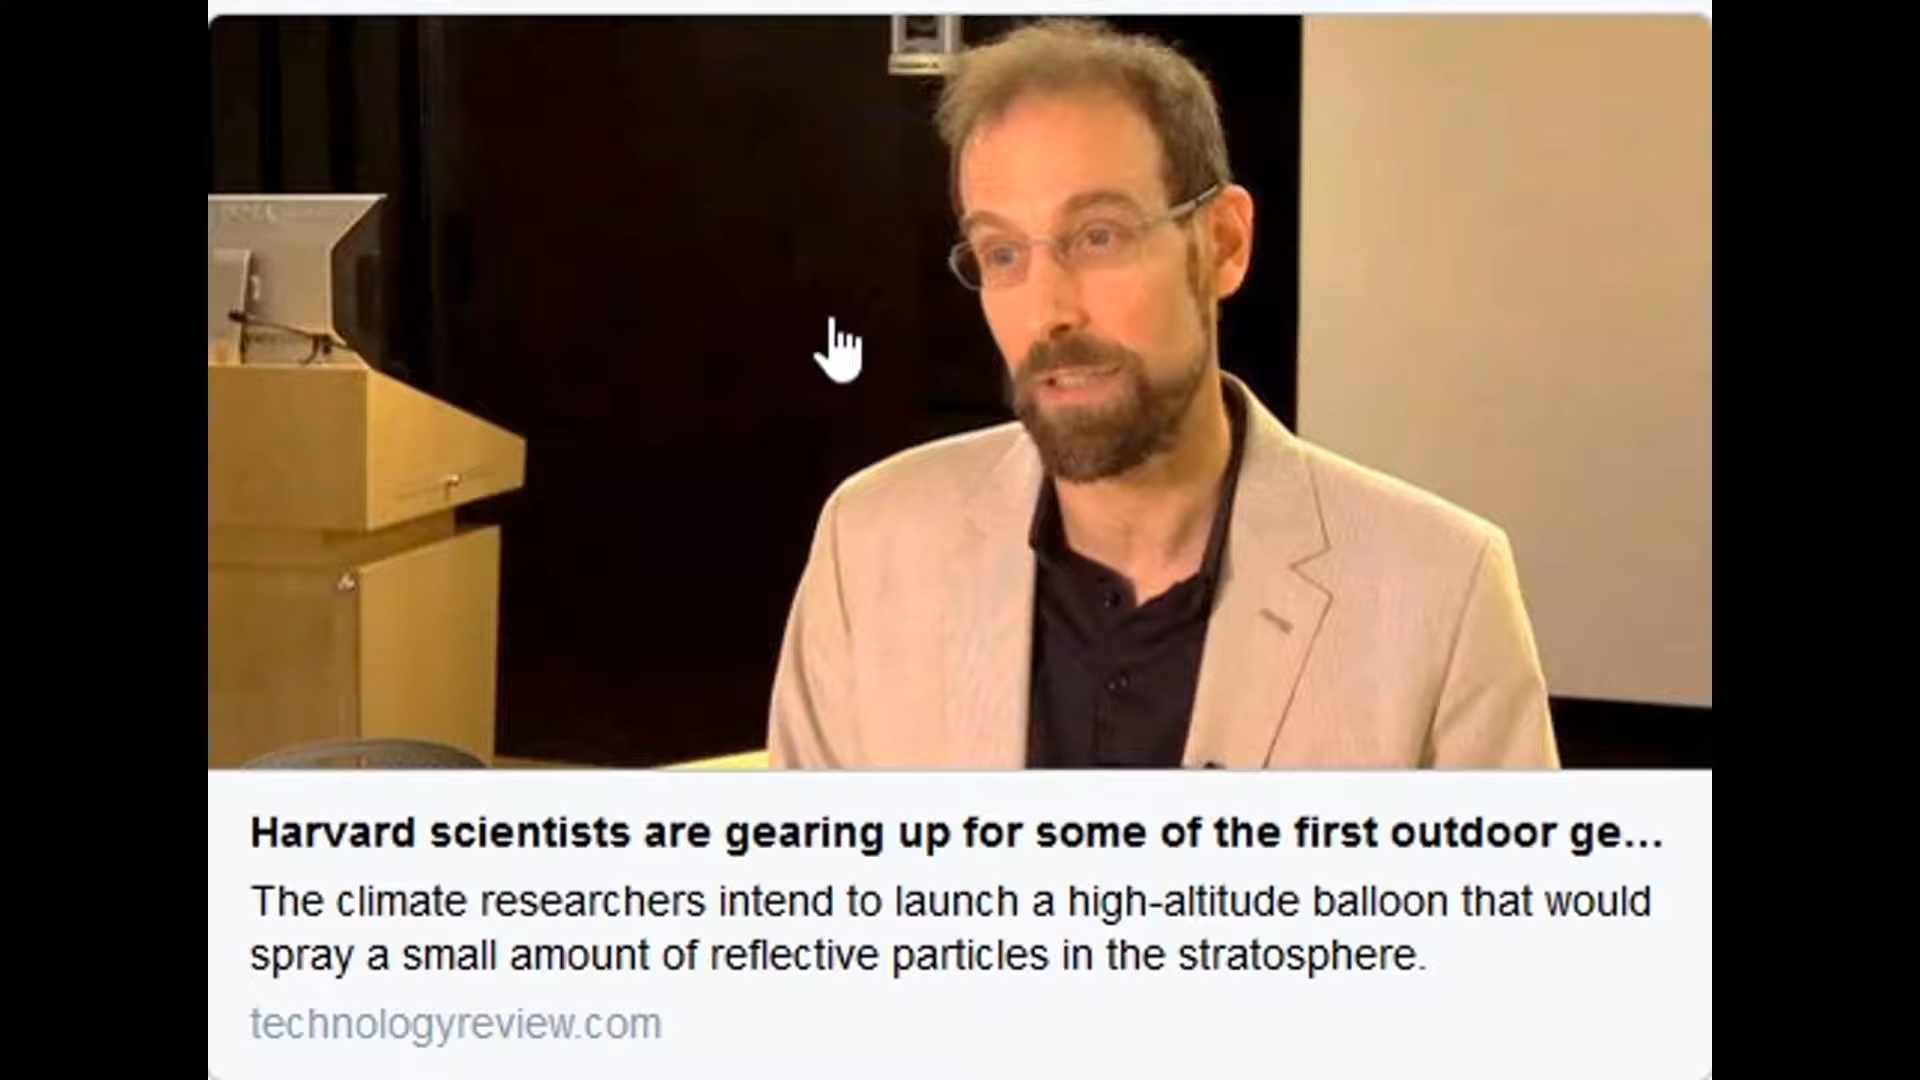 Harvard scientists are gearing up for some of the first outdoor ge...
The climate researchers intend to launch a high-altitude balloon that would
spray a small amount of reflective particles in the stratosphere.
technologyreview.com